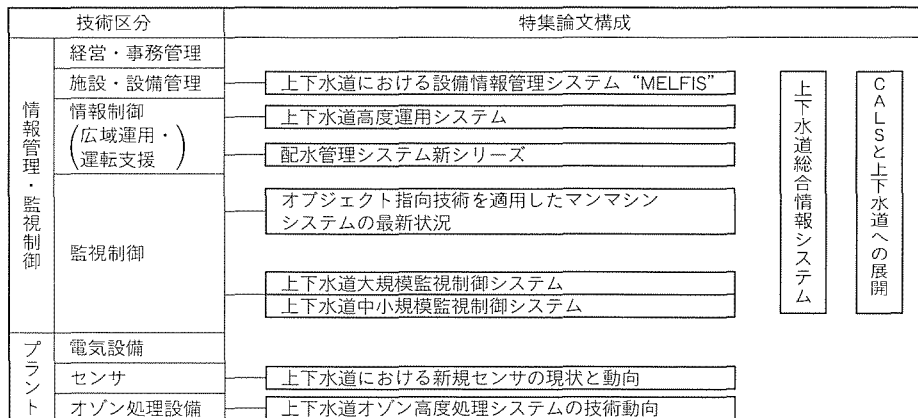 技術区分
特集論文構成
情報管理・監視制御
経営・事務管理
施設・設備管理
上下水道における設備情報管理システム “MELFIS”
情報制御
(広域運用・
運転支援)
上下水道高度運用システム
配水管理システム新シリーズ
監視制御
オブジェクト指向技術を適用したマンマシン
システムの最新状況
上下水道大規模監視制御システム
上下水道中小規模監視制御システム
プラント
電気設備
センサ
上下水道における新規センサの現状と動向
オゾン処理設備
上下水道オゾン高度処理システムの技術動向
上下水道総合情報システム
CALSと上下水道への展開